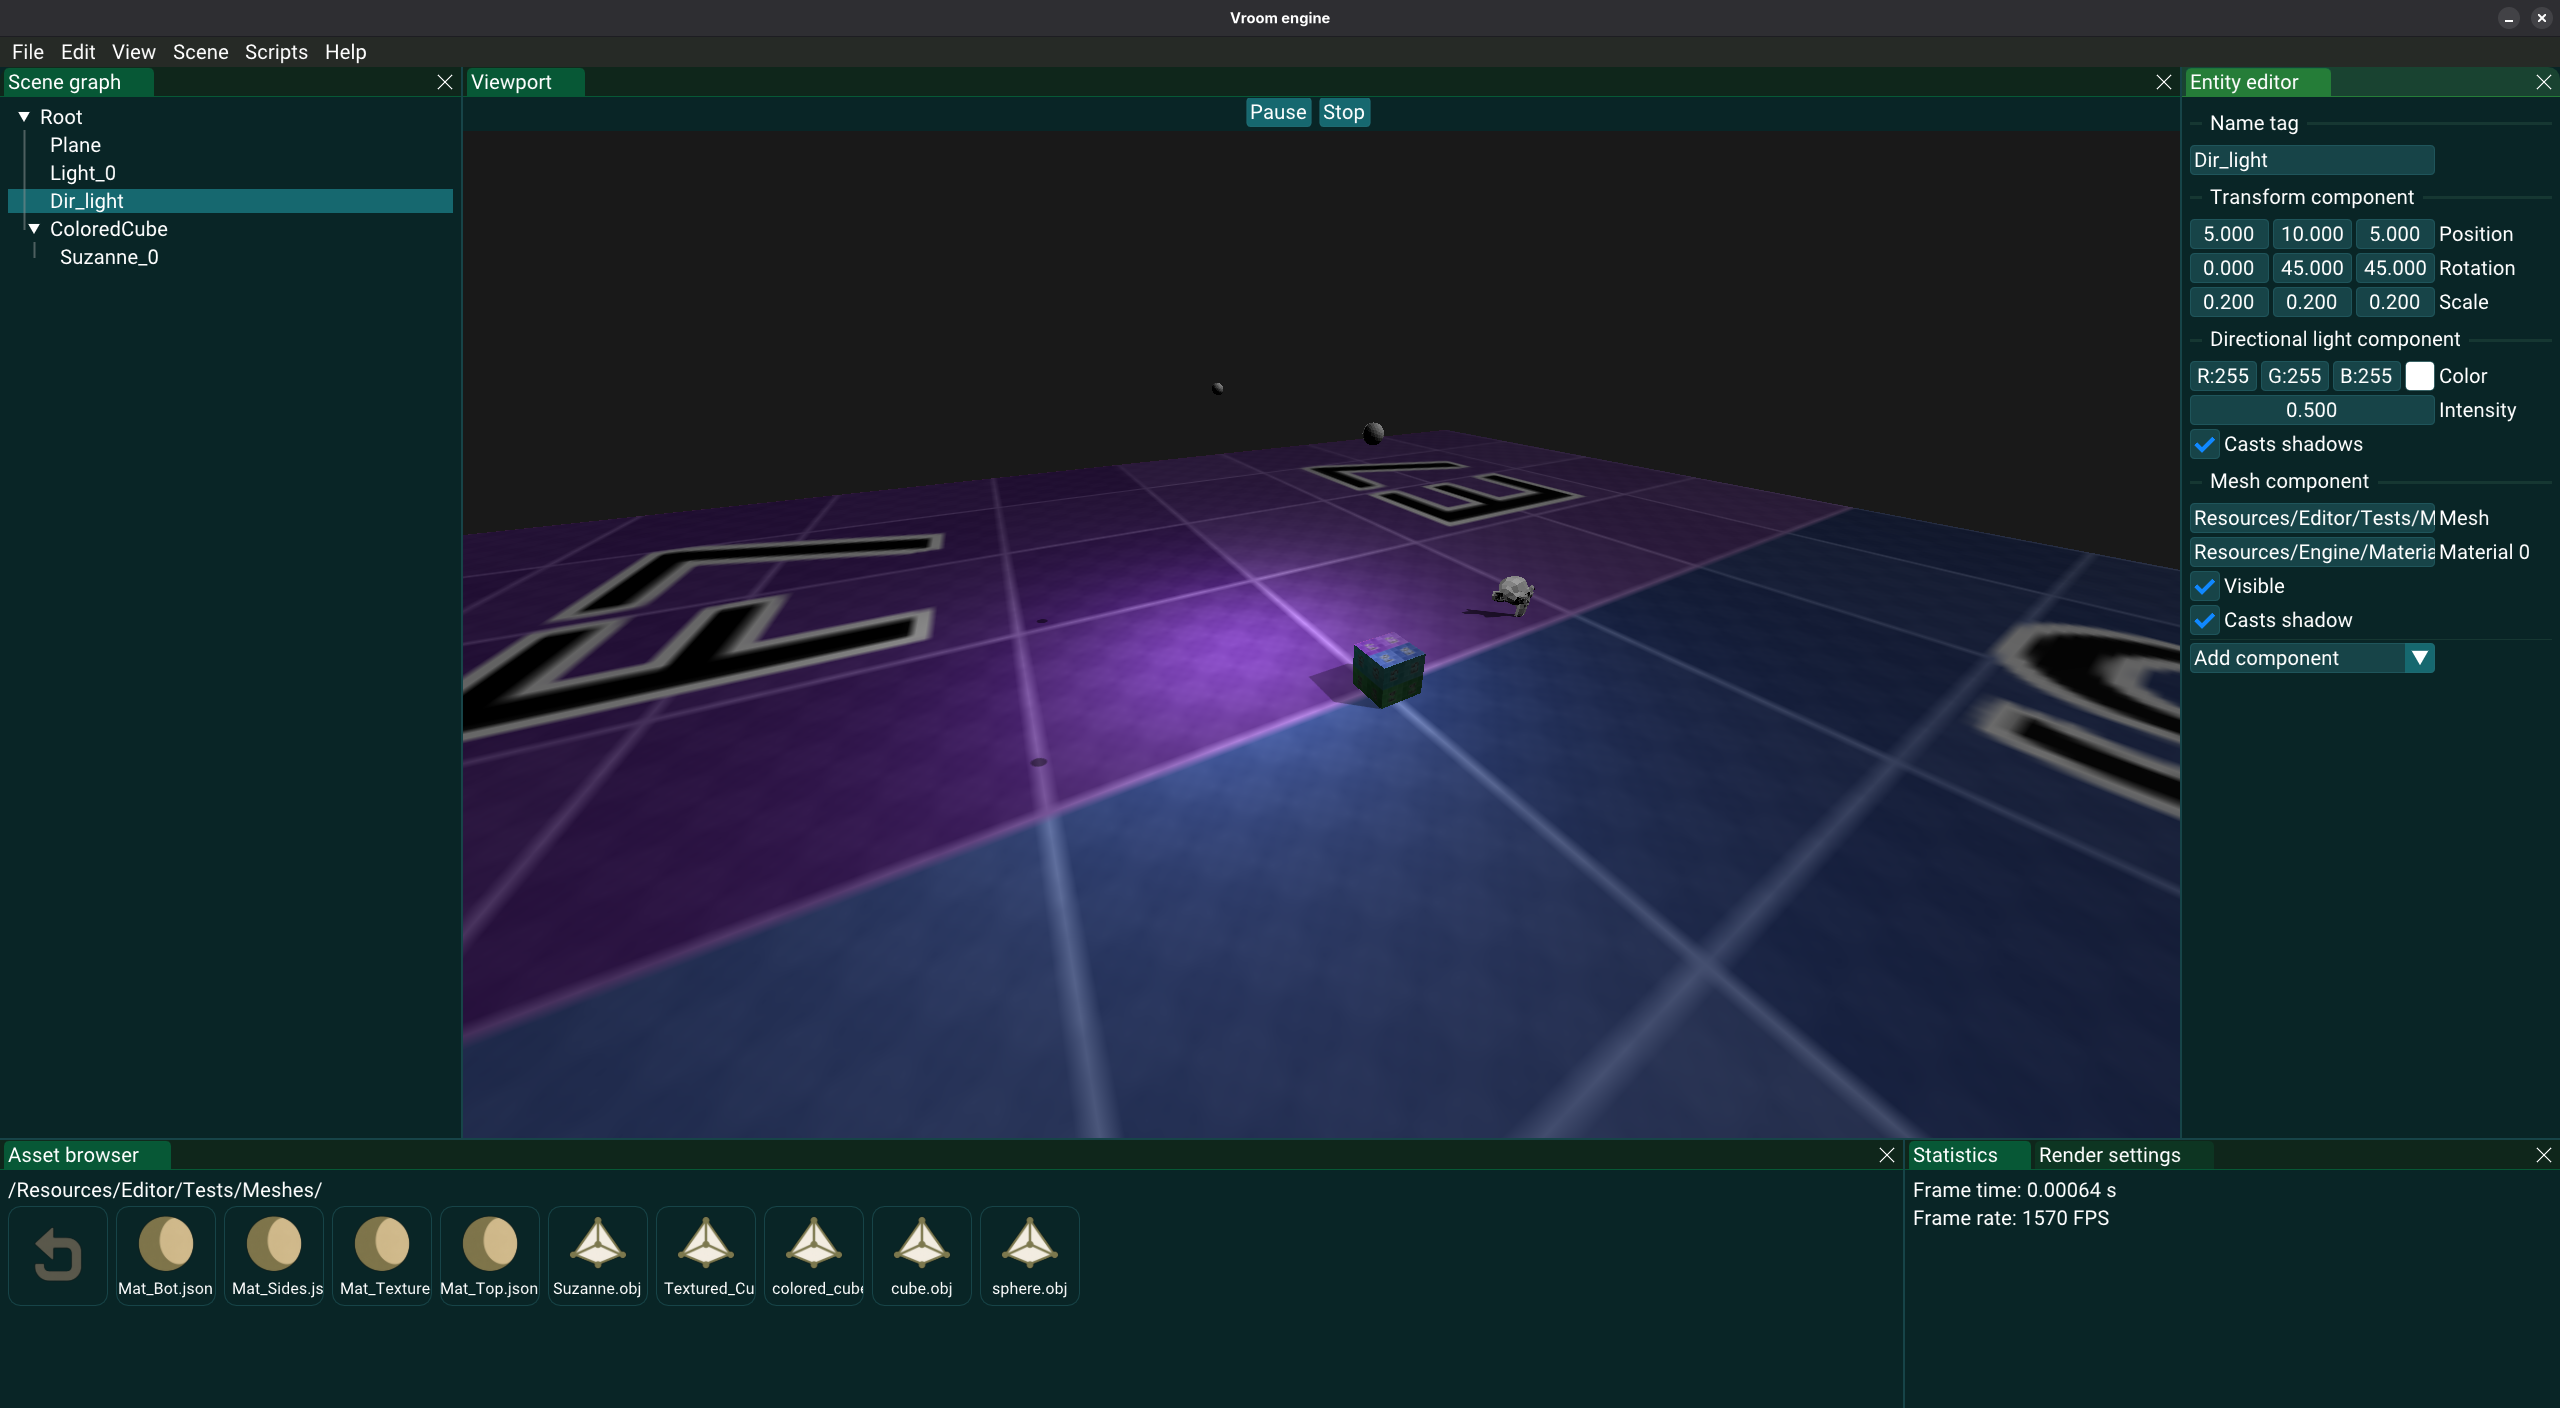 Vroom engine
File Edit View Scene Scripts Help
Scene graph
Root
Plane
Light_0
Dir_light
ColoredCube
Suzanne_0
Viewport
Pause Stop
Entity editor
Name tag
Dir_light
Transform component
5.000 10.000 5.000 Position
0.000 45.000 45.000 Rotation
0.200 0.200 0.200 Scale
Directional light component
R:255 G:255 B:255 Color
0.500 Intensity
Casts shadows
Mesh component
Resources/Editor/Tests/M Mesh
Resources/Engine/Materia Material 0
Visible
Casts shadow
Add component
Asset browser
/Resources/Editor/Tests/Meshes/
Mat_Bot.json Mat_Sides.js Mat_Texture Mat_Top.json Suzanne.obj Textured_Cu colored_cube cube.obj sphere.obj
Statistics Render settings
Frame time: 0.00064 s
Frame rate: 1570 FPS